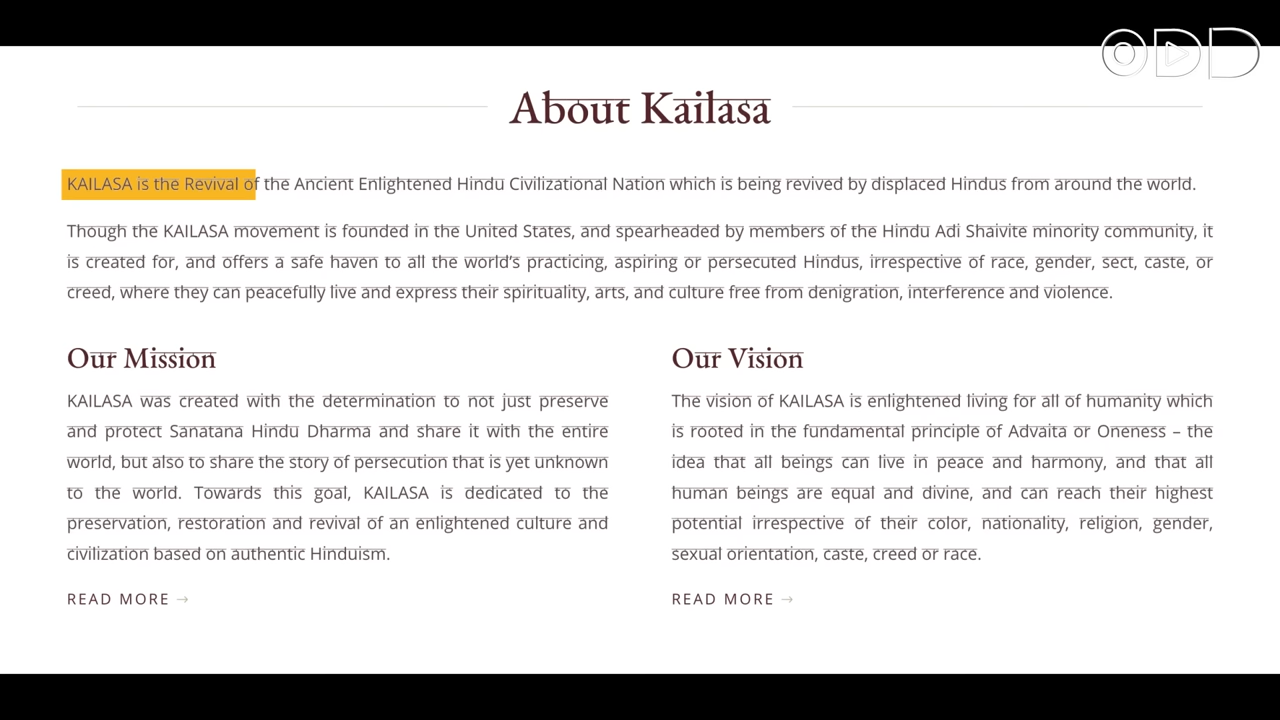 ODD
About Kailasa
KAILASA is the Revival of the Ancient Enlightened Hindu Civilizational Nation which is being revived by displaced Hindus from around the world.
Though the KAILASA movement is founded in the United States, and spearheaded by members of the Hindu Adi Shaivite minority community, it
is created for, and offers a safe haven to all the world’s practicing, aspiring or persecuted Hindus, irrespective of race, gender, sect, caste, or
creed, where they can peacefully live and express their spirituality, arts, and culture free from denigration, interference and violence.
Our Mission
KAILASA was created with the determination to not just preserve
and protect Sanatana Hindu Dharma and share it with the entire
world, but also to share the story of persecution that is yet unknown
to the world. Towards this goal, KAILASA is dedicated to the
preservation, restoration and revival of an enlightened culture and
civilization based on authentic Hinduism.
READ MORE →
Our Vision
The vision of KAILASA is enlightened living for all of humanity which
is rooted in the fundamental principle of Advaita or Oneness – the
idea that all beings can live in peace and harmony, and that all
human beings are equal and divine, and can reach their highest
potential irrespective of their color, nationality, religion, gender,
sexual orientation, caste, creed or race.
READ MORE →